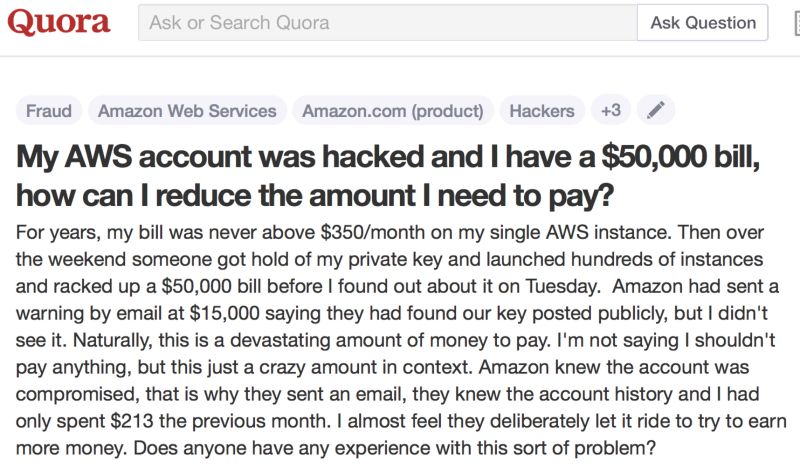 Quora
Ask or Search Quora
Ask Question
Fraud
Amazon Web Services
Amazon.com (product)
Hackers
+3
My AWS account was hacked and I have a $50,000 bill,
how can I reduce the amount I need to pay?
For years, my bill was never above $350/month on my single AWS instance. Then over
the weekend someone got hold of my private key and launched hundreds of instances
and racked up a $50,000 bill before I found out about it on Tuesday.  Amazon had sent a
warning by email at $15,000 saying they had found our key posted publicly, but I didn't
see it. Naturally, this is a devastating amount of money to pay. I'm not saying I shouldn't
pay anything, but this just a crazy amount in context. Amazon knew the account was
compromised, that is why they sent an email, they knew the account history and I had
only spent $213 the previous month. I almost feel they deliberately let it ride to try to earn
more money. Does anyone have any experience with this sort of problem?